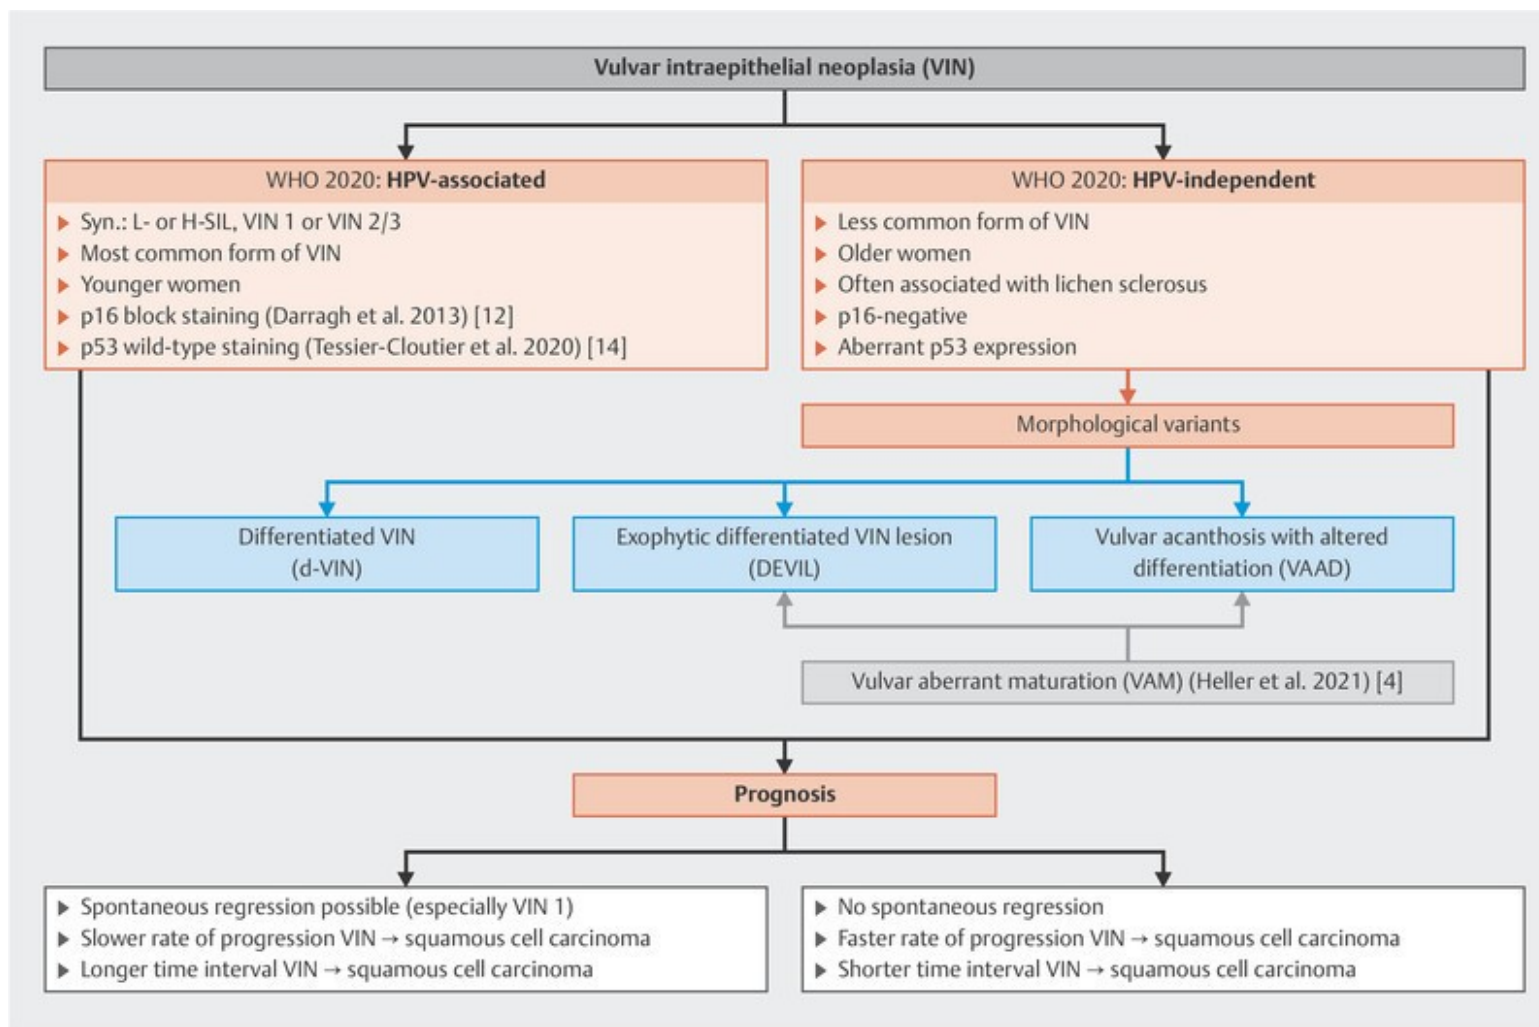 Vulvar intraepithelial neoplasia (VIN)
WHO 2020: HPV-associated
Syn.: L- or H-SIL, VIN 1 or VIN 2/3
Most common form of VIN
Younger women
p16 block staining (Darragh et al. 2013) [12]
p53 wild-type staining (Tessier-Cloutier et al. 2020) [14]
WHO 2020: HPV-independent
Less common form of VIN
Older women
Often associated with lichen sclerosus
p16-negative
Aberrant p53 expression
Morphological variants
Differentiated VIN
(d-VIN)
Exophytic differentiated VIN lesion
(DEVIL)
Vulvar acanthosis with altered
differentiation (VAAD)
Vulvar aberrant maturation (VAM) (Heller et al. 2021) [4]
Prognosis
Spontaneous regression possible (especially VIN 1)
Slower rate of progression VIN → squamous cell carcinoma
Longer time interval VIN → squamous cell carcinoma
No spontaneous regression
Faster rate of progression VIN → squamous cell carcinoma
Shorter time interval VIN → squamous cell carcinoma